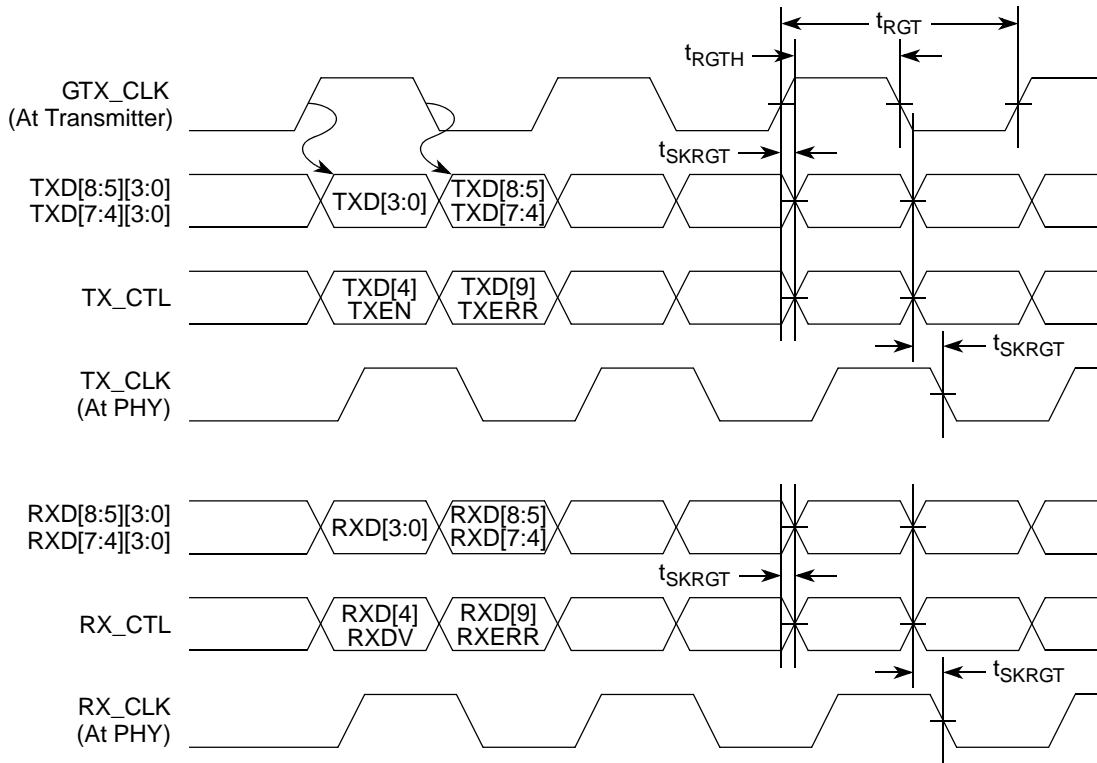 tRGT
tRGTH
GTX_CLK
(At Transmitter)
tSKRGT
TXD[8:5][3:0]
TXD[7:4][3:0]
TXD[3:0]
TXD[8:5]
TXD[7:4]
TX_CTL
TXD[4]
TXEN
TXD[9]
TXERR
tSKRGT
TX_CLK
(At PHY)
RXD[8:5][3:0]
RXD[7:4][3:0]
RXD[3:0]
RXD[8:5]
RXD[7:4]
tSKRGT
RX_CTL
RXD[4]
RXDV
RXD[9]
RXERR
tSKRGT
RX_CLK
(At PHY)